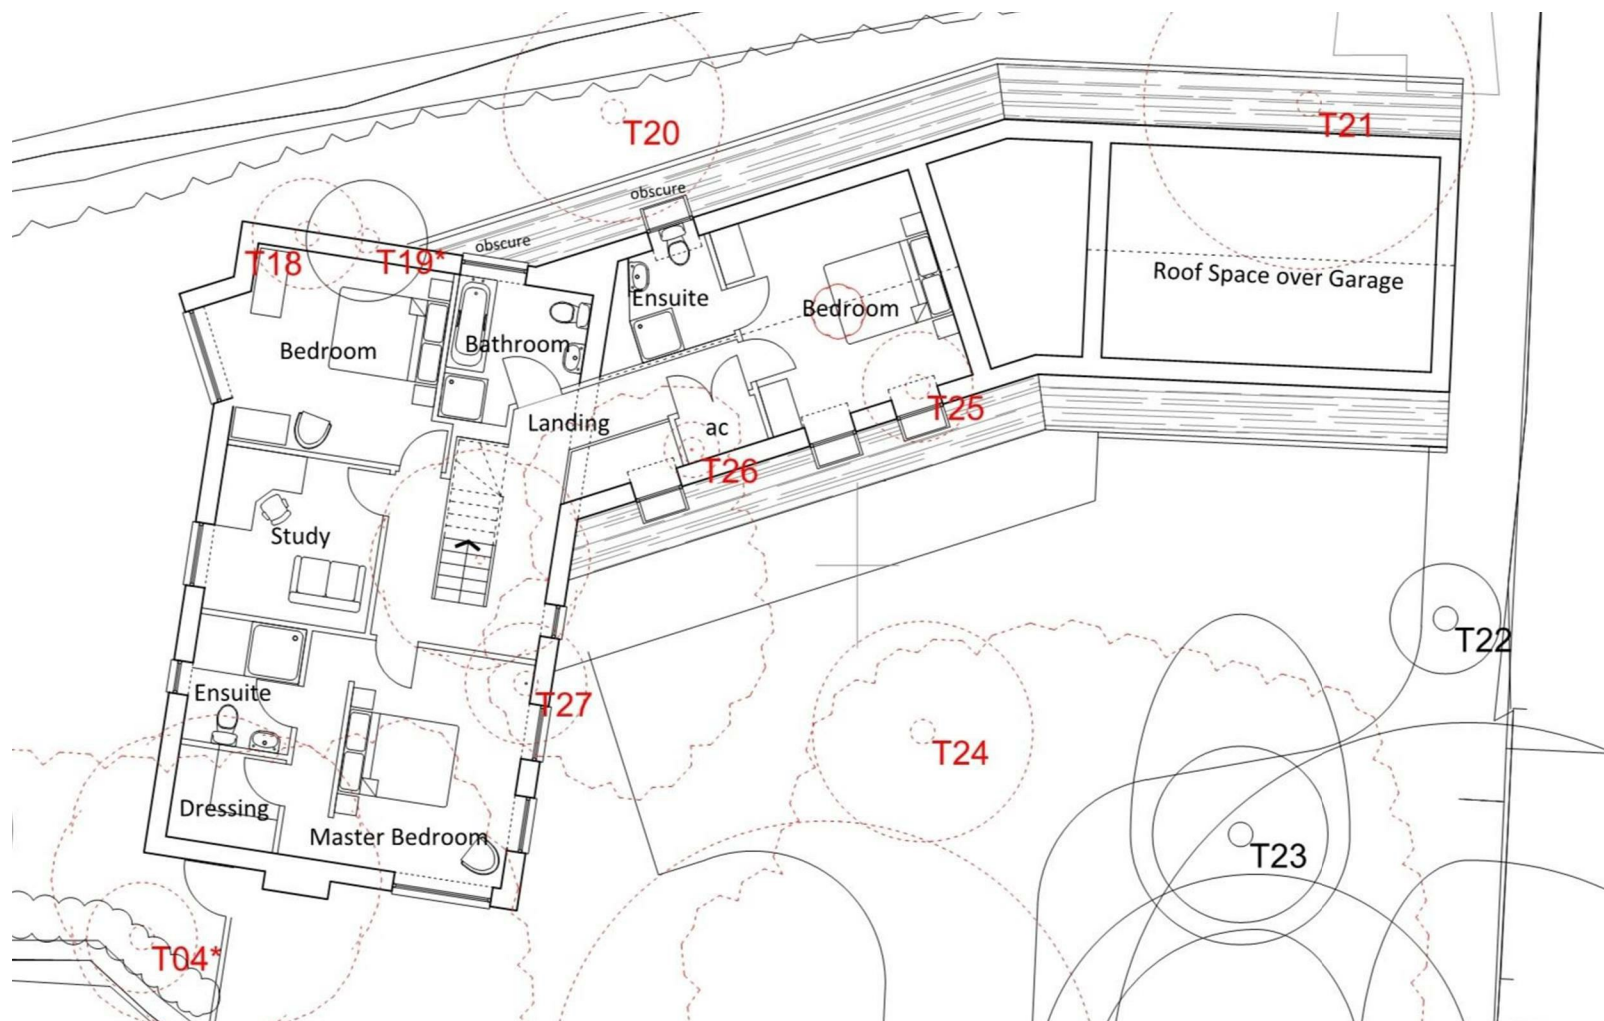 T20
T21
obscure
obscure
T18
T19*
Ensuite
Roof Space over Garage
Bedroom
Bedroom
Bathroom
Landing
ac
T25
T26
Study
T22
Ensuite
T27
T24
Dressing
Master Bedroom
T23
T04*